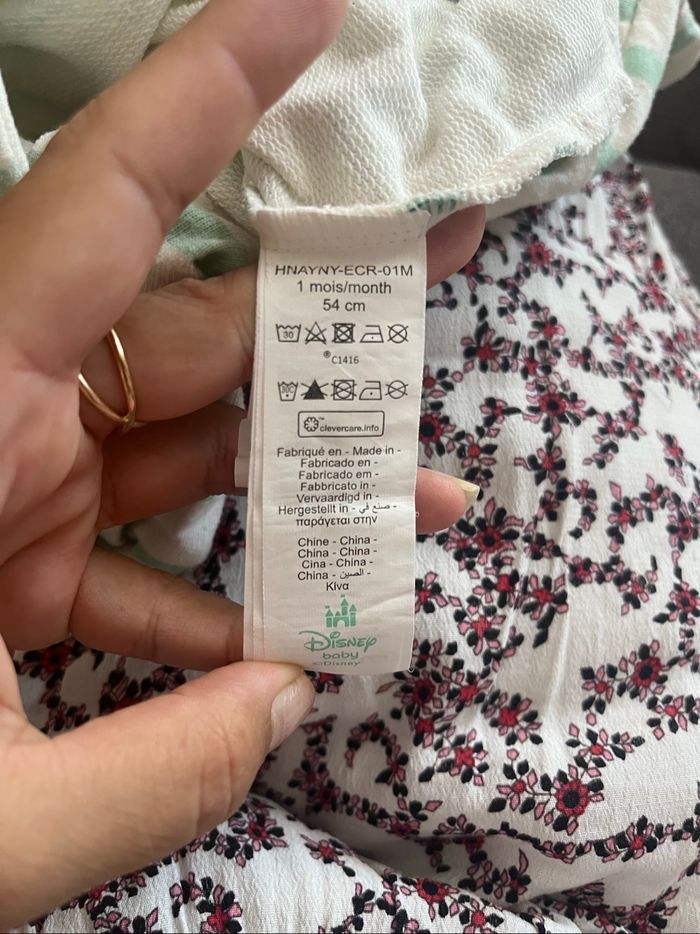 HNAYNY-ECR-01M
1 mois/month
54 cm
30
®C1416
30C
™clevercare.info
Fabriqué en - Made in -
Fabricado en -
Fabricado em -
Fabbricato in -
Vervaardigd in -
Hergestellt in - صنع في -
παράγεται στην
Chine - China -
China - China -
Cina - China -
China - الصين -
Κίνα
Disney
baby
©Disney